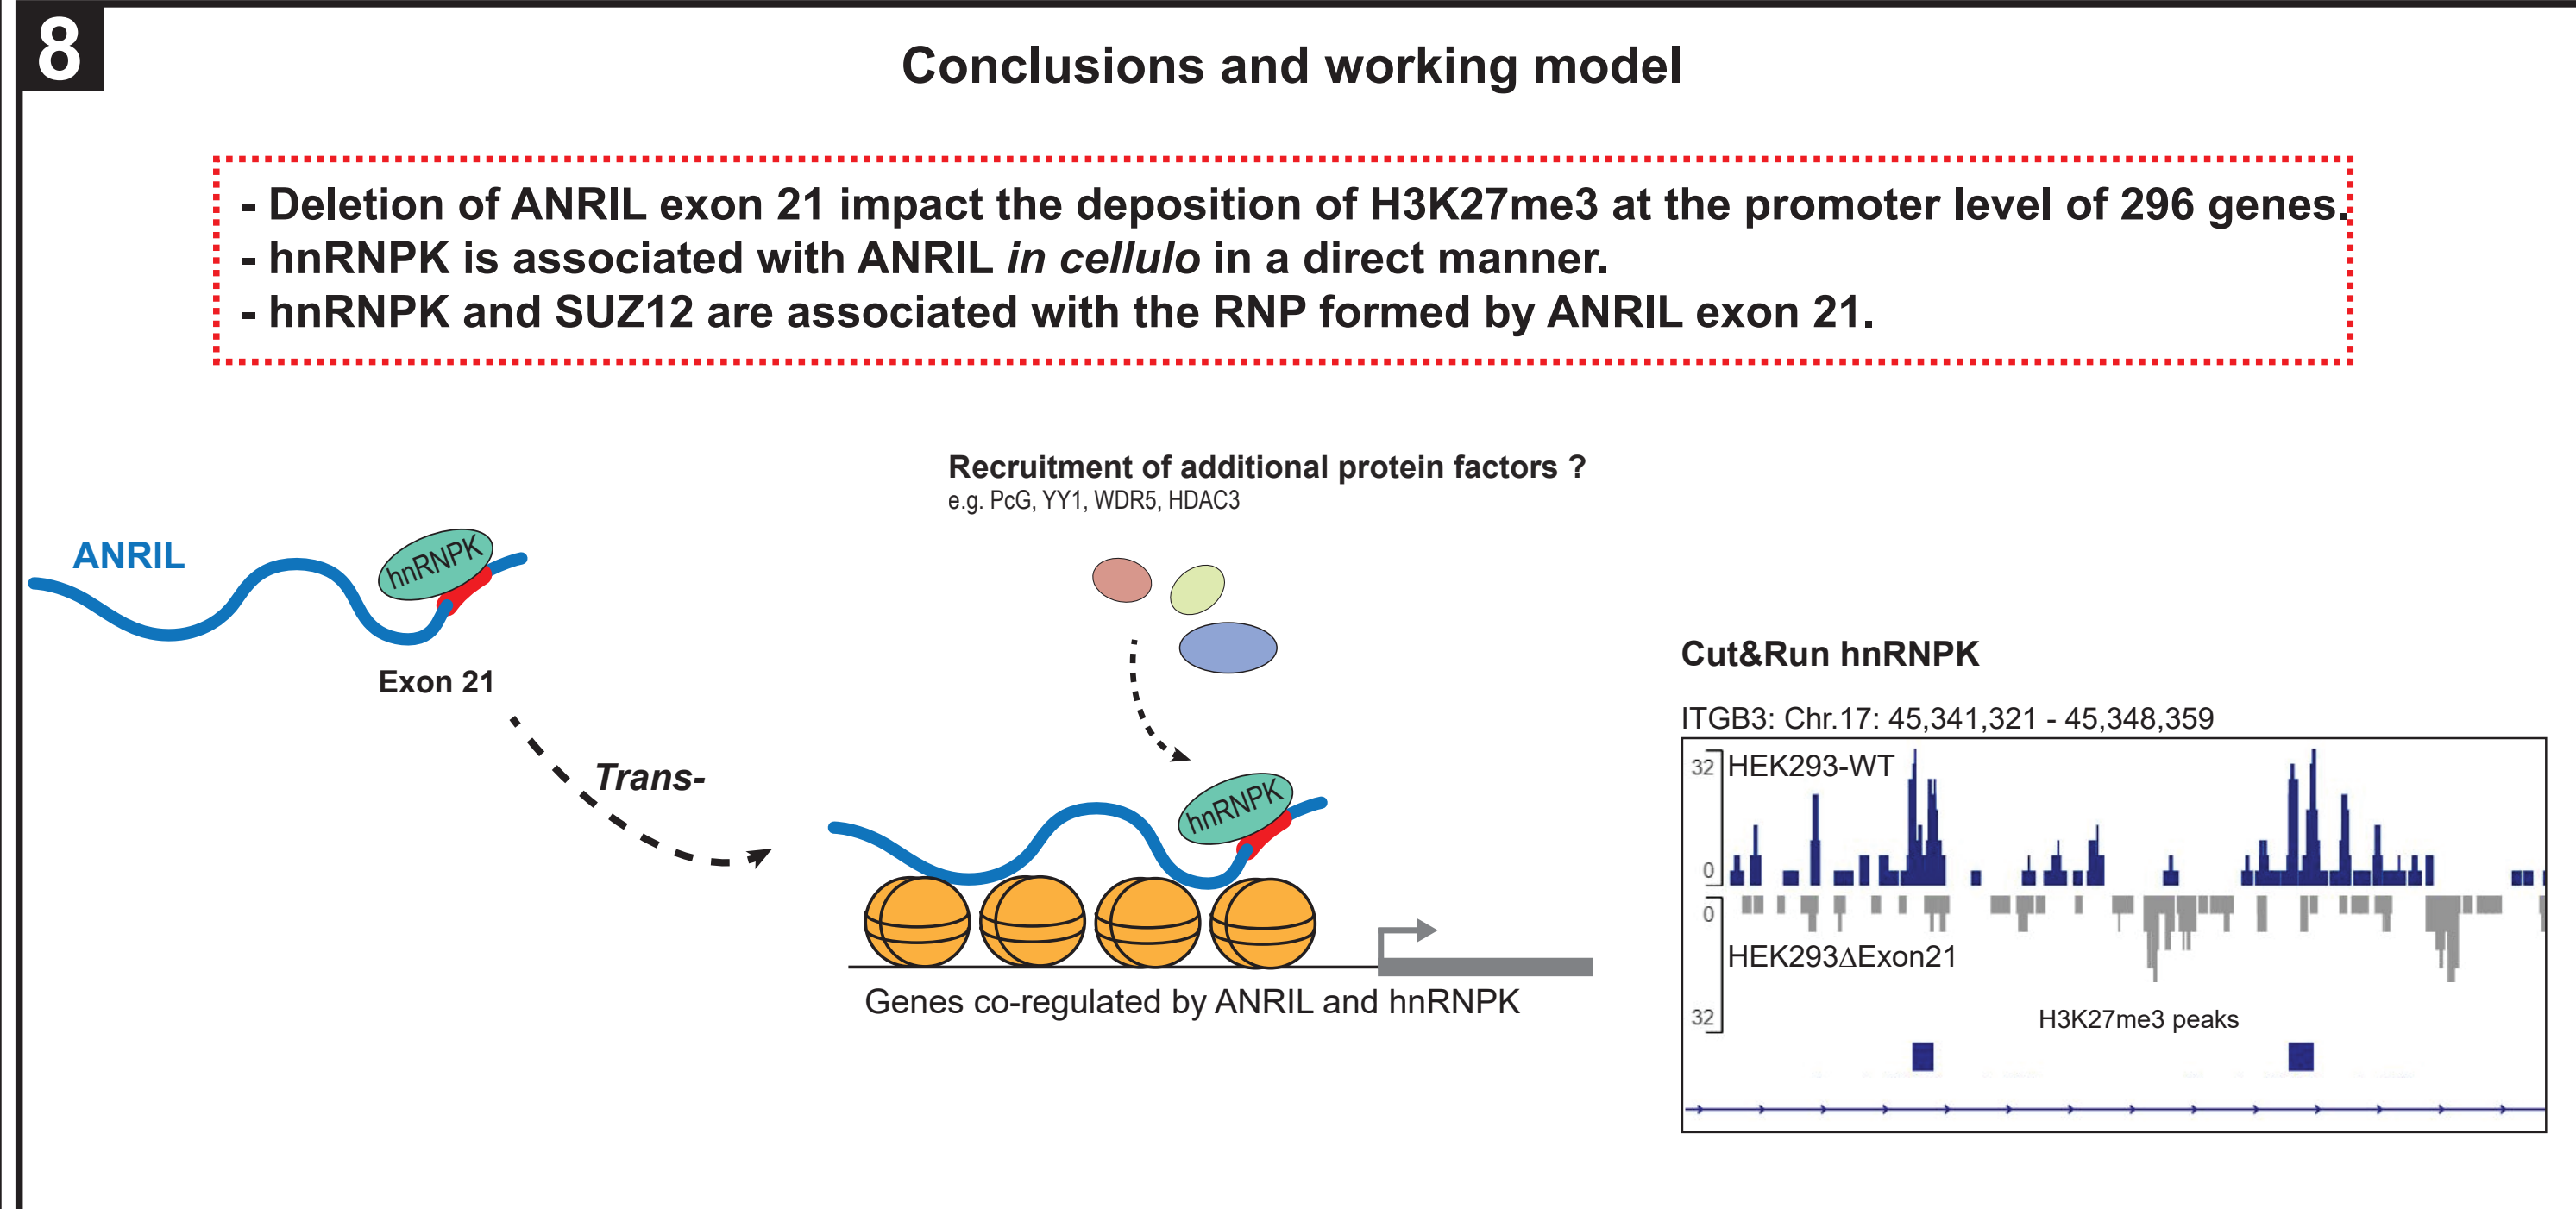 8
Conclusions and working model
- Deletion of ANRIL exon 21 impact the deposition of H3K27me3 at the promoter level of 296 genes.
- hnRNPK is associated with ANRIL in cellulo in a direct manner.
- hnRNPK and SUZ12 are associated with the RNP formed by ANRIL exon 21.
Recruitment of additional protein factors ?
e.g. PcG, YY1, WDR5, HDAC3
ANRIL
hnRNPK
Exon 21
Trans-
hnRNPK
Genes co-regulated by ANRIL and hnRNPK
Cut&Run hnRNPK
ITGB3: Chr.17: 45,341,321 - 45,348,359
32
HEK293-WT
0
0
HEK293ΔExon21
32
H3K27me3 peaks